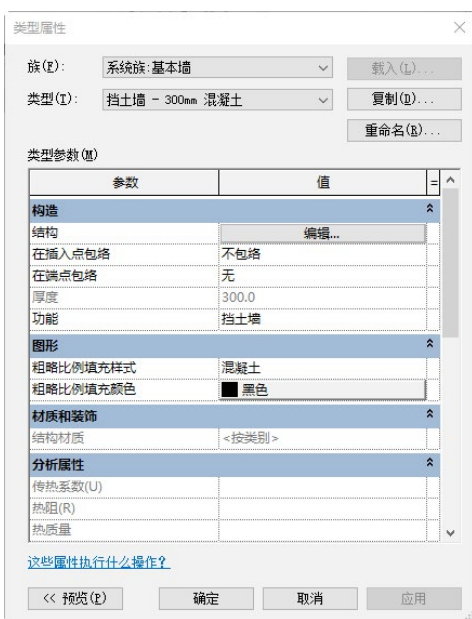 类型属性
族(F): 系统族:基本墙 载入(L)...
类型(T): 挡土墙 - 300mm 混凝土 复制(D)...
重命名(R)...
类型参数(M)
参数 值 =
构造
结构 编辑...
在插入点包络 不包络
在端点包络 无
厚度 300.0
功能 挡土墙
图形
粗略比例填充样式 混凝土
粗略比例填充颜色 黑色
材质和装饰
结构材质 <按类别>
分析属性
传热系数(U)
热阻(R)
热质量
这些属性执行什么操作?
<< 预览(P) 确定 取消 应用